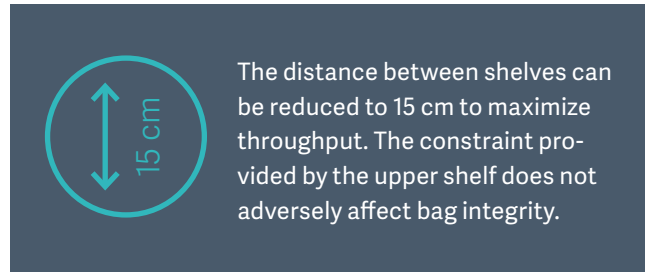 15 cm
The distance between shelves can
be reduced to 15 cm to maximize
throughput. The constraint pro-
vided by the upper shelf does not
adversely affect bag integrity.